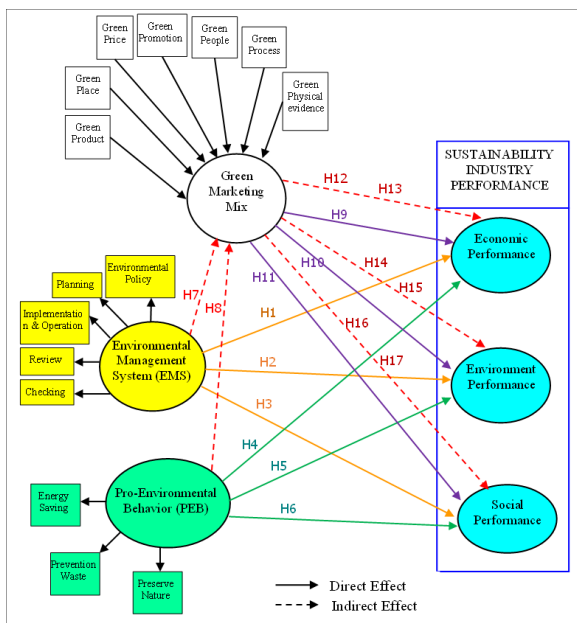 Green
Price
Green
Promotion
Green
People
Green
Process
Green
Place
Green
Physical
evidence
Green
Product
Green
Marketing
Mix
SUSTAINABILITY
INDUSTRY
PERFORMANCE
H12
H13
H9
H10
H11
H14
H15
H16
H17
Economic
Performance
Environmental
Policy
Planning
Implementatio
n & Operation
Review
Checking
Environmental
Management
System (EMS)
H7
H8
H1
H2
H3
Environment
Performance
H4
H5
H6
Energy
Saving
Prevention
Waste
Preserve
Nature
Pro-Environmental
Behavior (PEB)
Social
Performance
Direct Effect
Indirect Effect